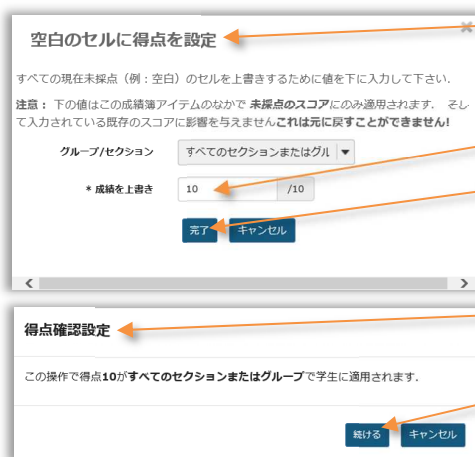 空白のセルに得点を設定
すべての現在未採点（例：空白）のセルを上書きするために値を下に入力して下さい.
注意： 下の値はこの成績簿アイテムのなかで 未採点のスコアにのみ適用されます. そし
て入力されている既存のスコアに影響を与えませんこれは元に戻すことができません!
グループ/セクション すべてのセクションまたはグル
* 成績を上書き 10 /10
完了 キャンセル
得点確認設定
この操作で得点10がすべてのセクションまたはグループで学生に適用されます.
続ける キャンセル